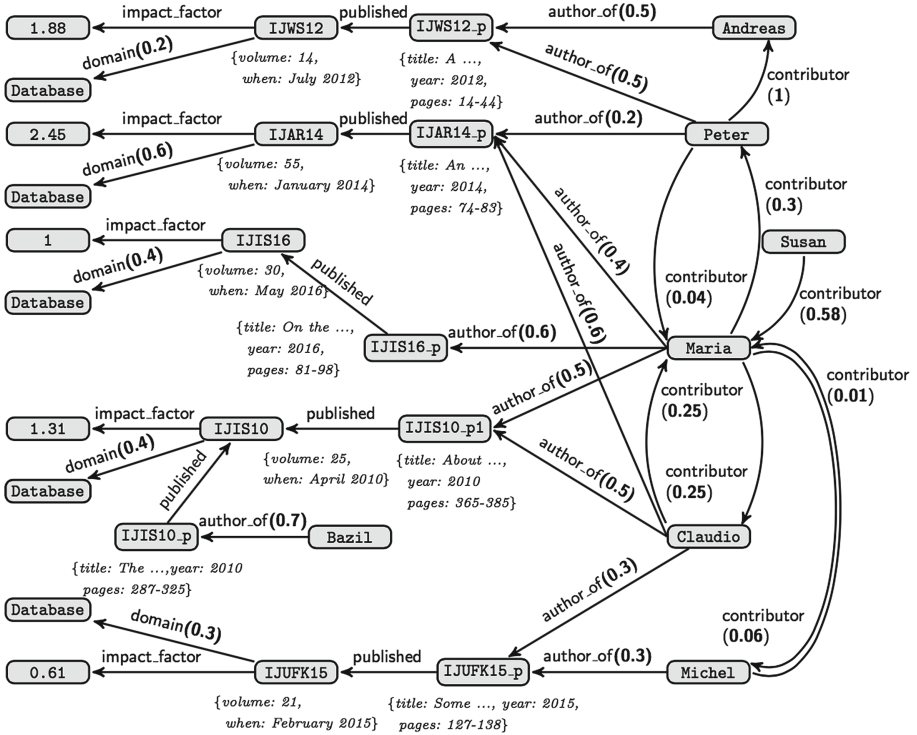 1.88
impact_factor
IJWS12
published
IJWS12_p
author_of(0.5)
Andreas
domain(0.2)
Database
{volume: 14,
when: July 2012}
{title: A ...,
year: 2012,
pages: 14-44}
author_of(0.5)
contributor
(1)
2.45
impact_factor
IJAR14
published
IJAR14_p
author_of(0.2)
Peter
domain(0.6)
Database
{volume: 55,
when: January 2014}
{title: An ...,
year: 2014,
pages: 74-83}
author_of(0.4)
contributor
(0.3)
1
impact_factor
IJIS16
Susan
domain(0.4)
Database
{volume: 30,
when: May 2016}
published
author_of(0.6)
contributor
(0.04)
contributor
(0.58)
{title: On the ...,
year: 2016,
pages: 81-98}
IJIS16_p
author_of(0.6)
Maria
contributor
(0.01)
author_of(0.5)
contributor
(0.25)
1.31
impact_factor
IJIS10
published
IJIS10_p1
domain(0.4)
Database
published
{volume: 25,
when: April 2010}
{title: About ...,
year: 2010
pages: 365-385}
author_of(0.5)
contributor
(0.25)
IJIS10_p
author_of(0.7)
Bazil
Claudio
{title: The ...,year: 2010
pages: 287-325}
author_of(0.3)
Database
domain(0.3)
contributor
(0.06)
0.61
impact_factor
IJUFK15
published
IJUFK15_p
author_of(0.3)
Michel
{volume: 21,
when: February 2015}
{title: Some ..., year: 2015,
pages: 127-138}